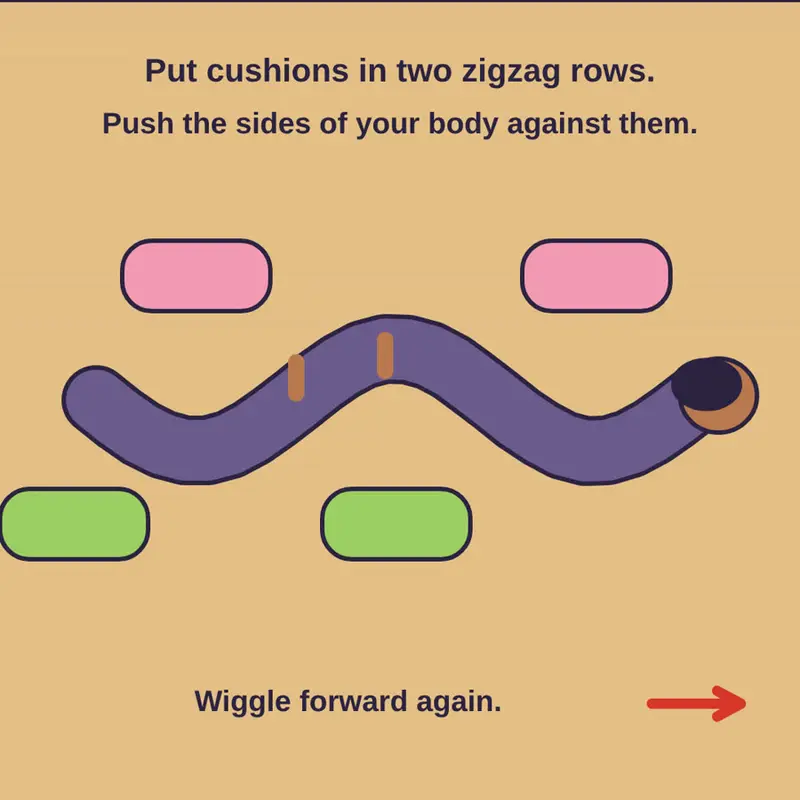 Put cushions in two zigzag rows.
Push the sides of your body against them.
Wiggle forward again.